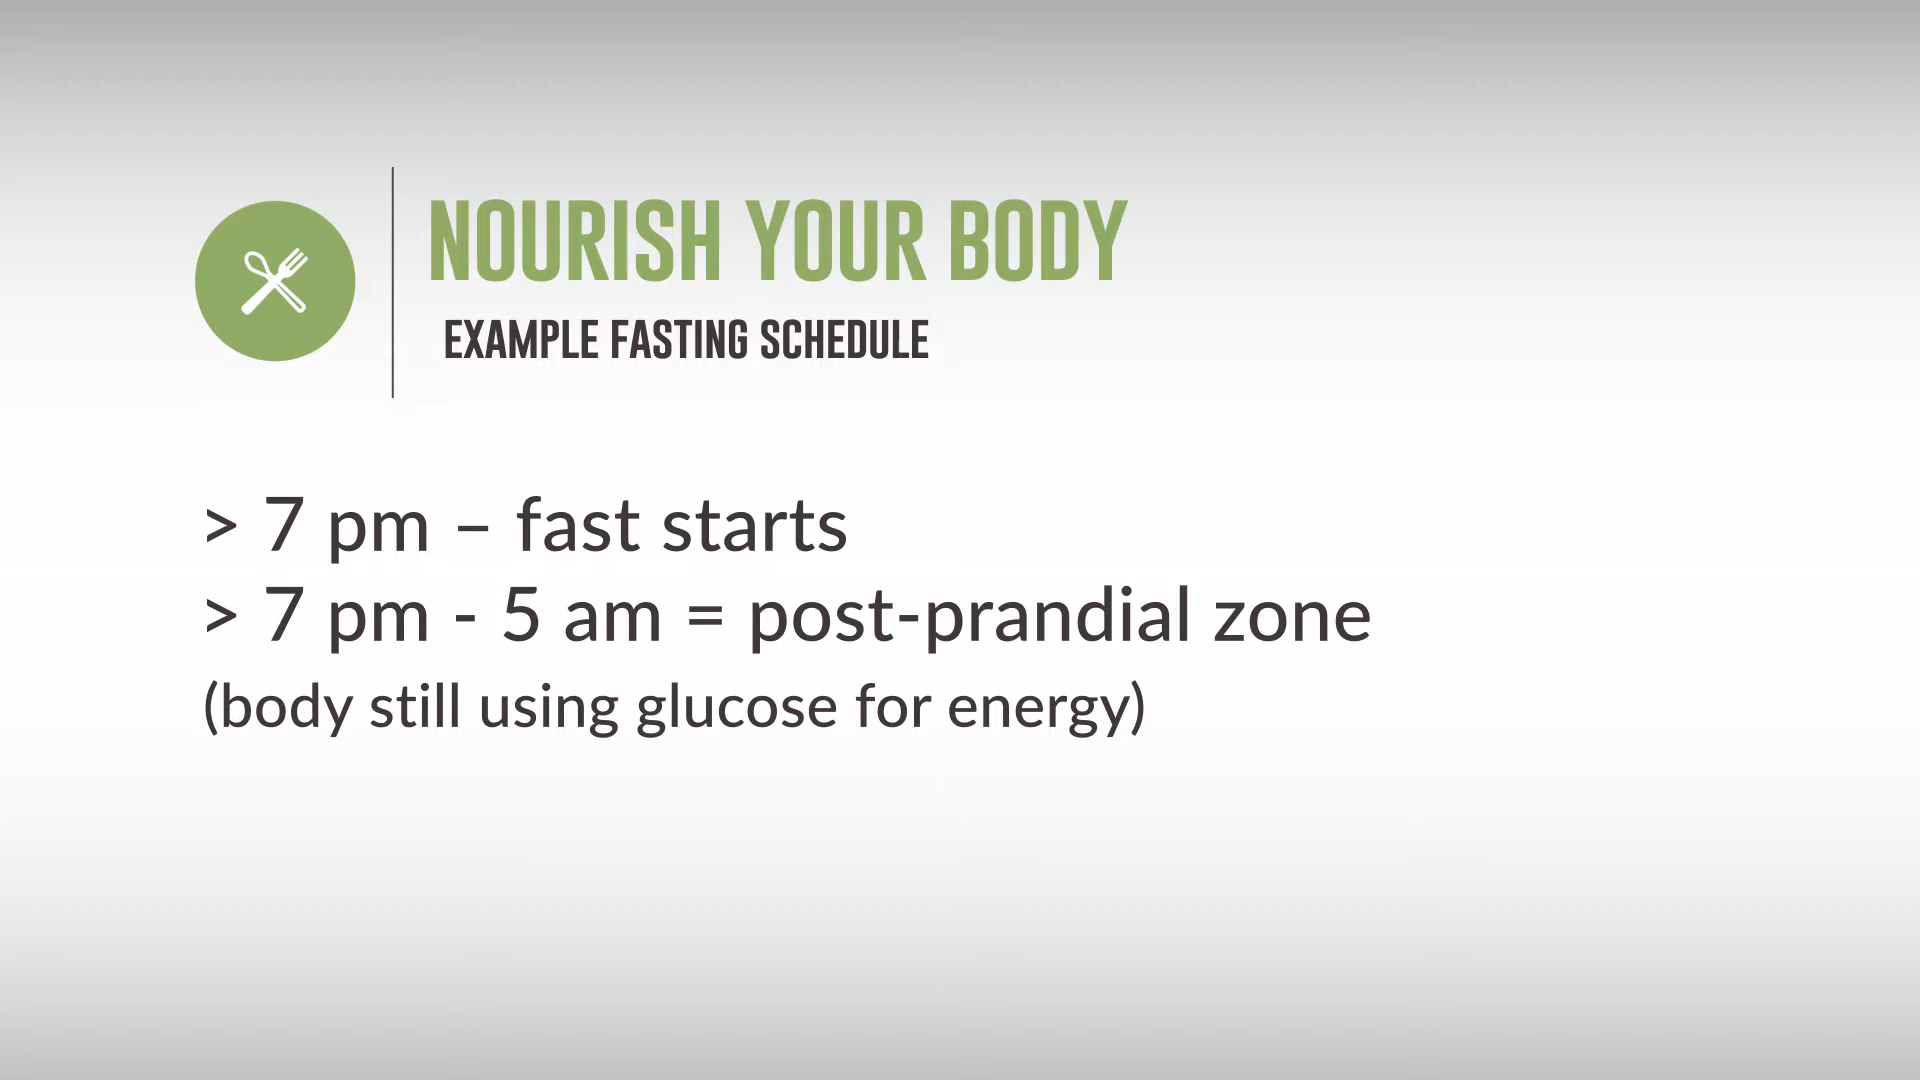 NOURISH YOUR BODY
EXAMPLE FASTING SCHEDULE
> 7 pm – fast starts
> 7 pm - 5 am = post-prandial zone
(body still using glucose for energy)